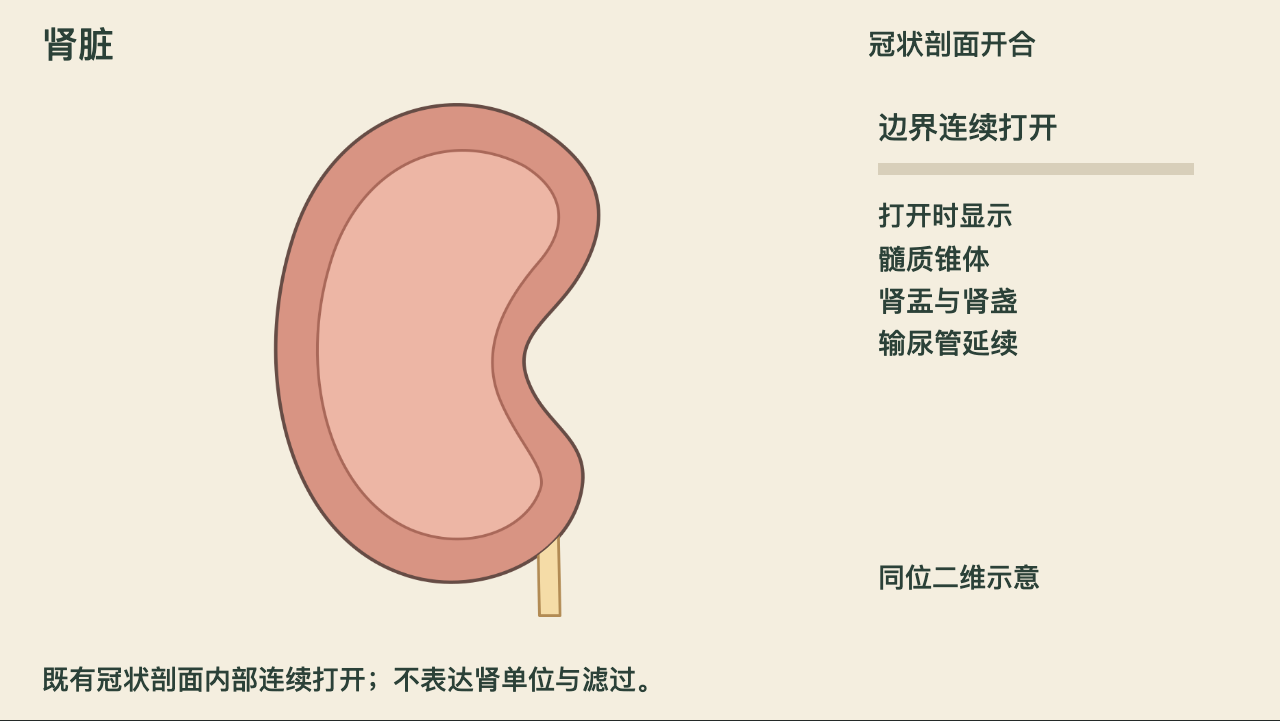 肾脏
冠状剖面开合
边界连续打开
打开时显示
髓质锥体
肾盂与肾盏
输尿管延续
同位二维示意
既有冠状剖面内部连续打开；不表达肾单位与滤过。